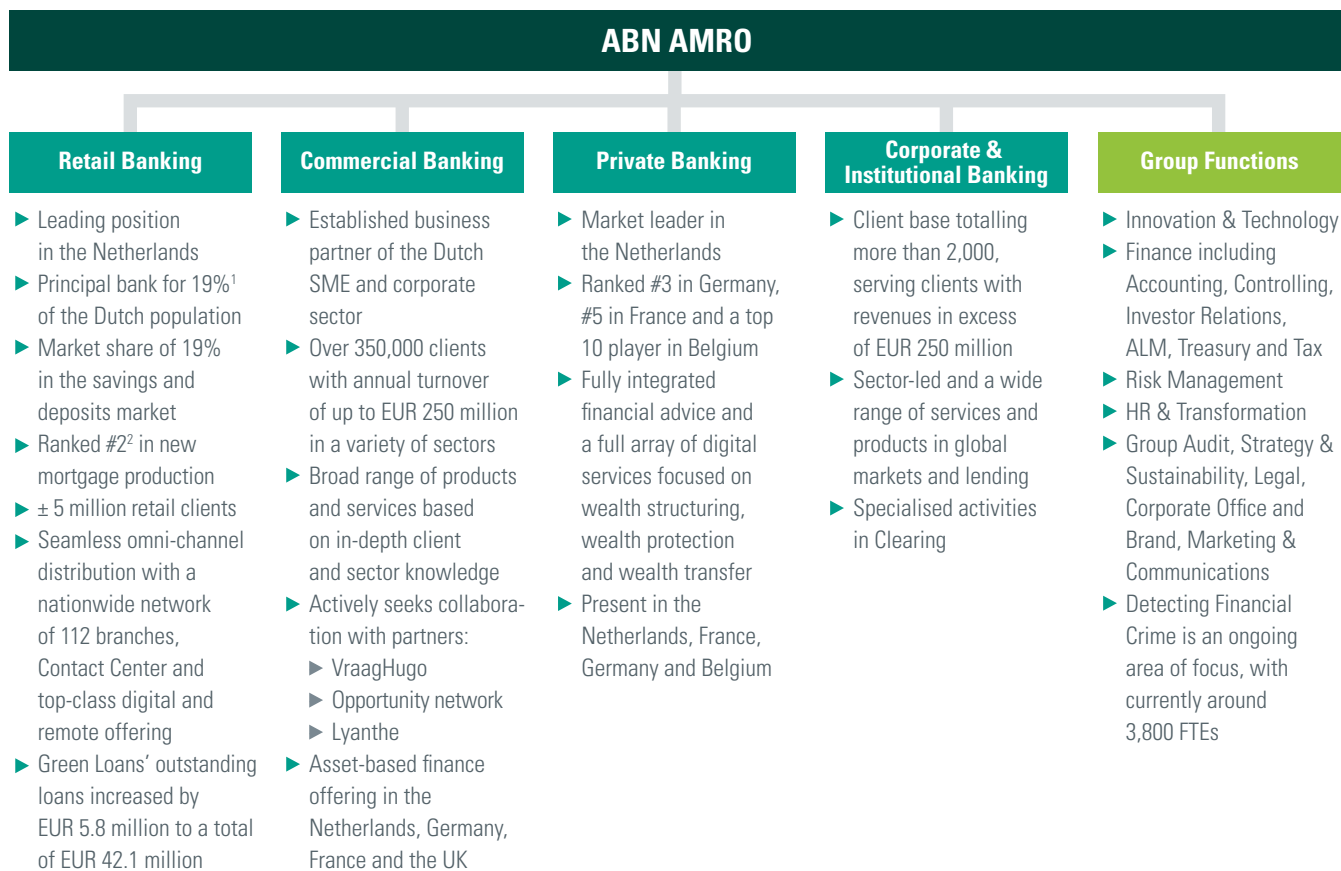 ABN AMRO
Retail Banking
▶ Leading position
in the Netherlands
▶ Principal bank for 19%¹
of the Dutch population
▶ Market share of 19%
in the savings and
deposits market
▶ Ranked #2² in new
mortgage production
▶ ± 5 million retail clients
▶ Seamless omni-channel
distribution with a
nationwide network
of 112 branches,
Contact Center and
top-class digital and
remote offering
▶ Green Loans’ outstanding
loans increased by
EUR 5.8 million to a total
of EUR 42.1 million
Commercial Banking
▶ Established business
partner of the Dutch
SME and corporate
sector
▶ Over 350,000 clients
with annual turnover
of up to EUR 250 million
in a variety of sectors
▶ Broad range of products
and services based
on in-depth client
and sector knowledge
▶ Actively seeks collabora-
tion with partners:
▶ VraagHugo
▶ Opportunity network
▶ Lyanthe
▶ Asset-based finance
offering in the
Netherlands, Germany,
France and the UK
Private Banking
▶ Market leader in
the Netherlands
▶ Ranked #3 in Germany,
#5 in France and a top
10 player in Belgium
▶ Fully integrated
financial advice and
a full array of digital
services focused on
wealth structuring,
wealth protection
and wealth transfer
▶ Present in the
Netherlands, France,
Germany and Belgium
Corporate &
Institutional Banking
▶ Client base totalling
more than 2,000,
serving clients with
revenues in excess
of EUR 250 million
▶ Sector-led and a wide
range of services and
products in global
markets and lending
▶ Specialised activities
in Clearing
Group Functions
▶ Innovation & Technology
▶ Finance including
Accounting, Controlling,
Investor Relations,
ALM, Treasury and Tax
▶ Risk Management
▶ HR & Transformation
▶ Group Audit, Strategy &
Sustainability, Legal,
Corporate Office and
Brand, Marketing &
Communications
▶ Detecting Financial
Crime is an ongoing
area of focus, with
currently around
3,800 FTEs